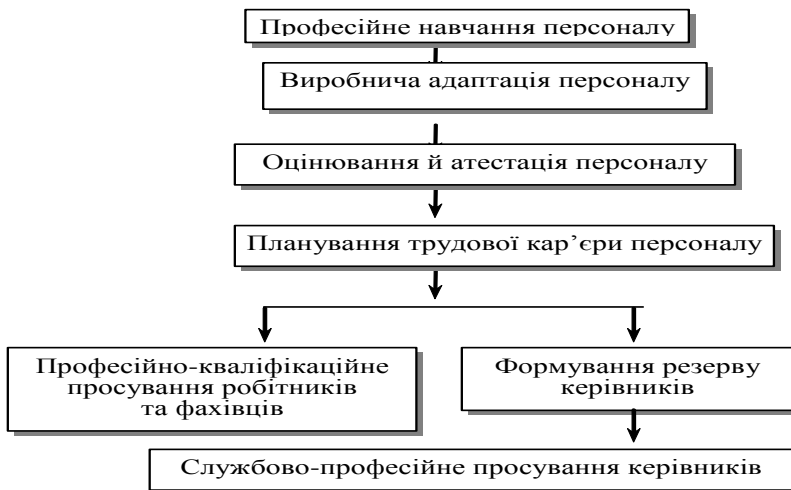 Професійне навчання персоналу
Виробнича адаптація персоналу
Оцінювання й атестація персоналу
Планування трудової кар’єри персоналу
Професійно-кваліфікаційне
просування робітників
та фахівців
Формування резерву
керівників
Службово-професійне просування керівників